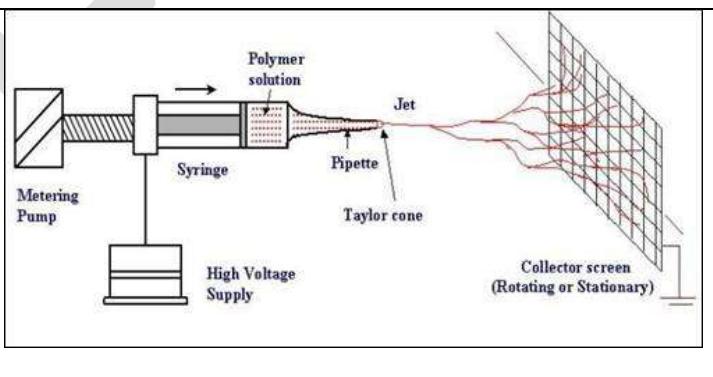 Polymer
solution
Jet
Syringe
Pipette
Metering
Pump
Taylor cone
High Voltage
Supply
Collector screen
(Rotating or Stationary)